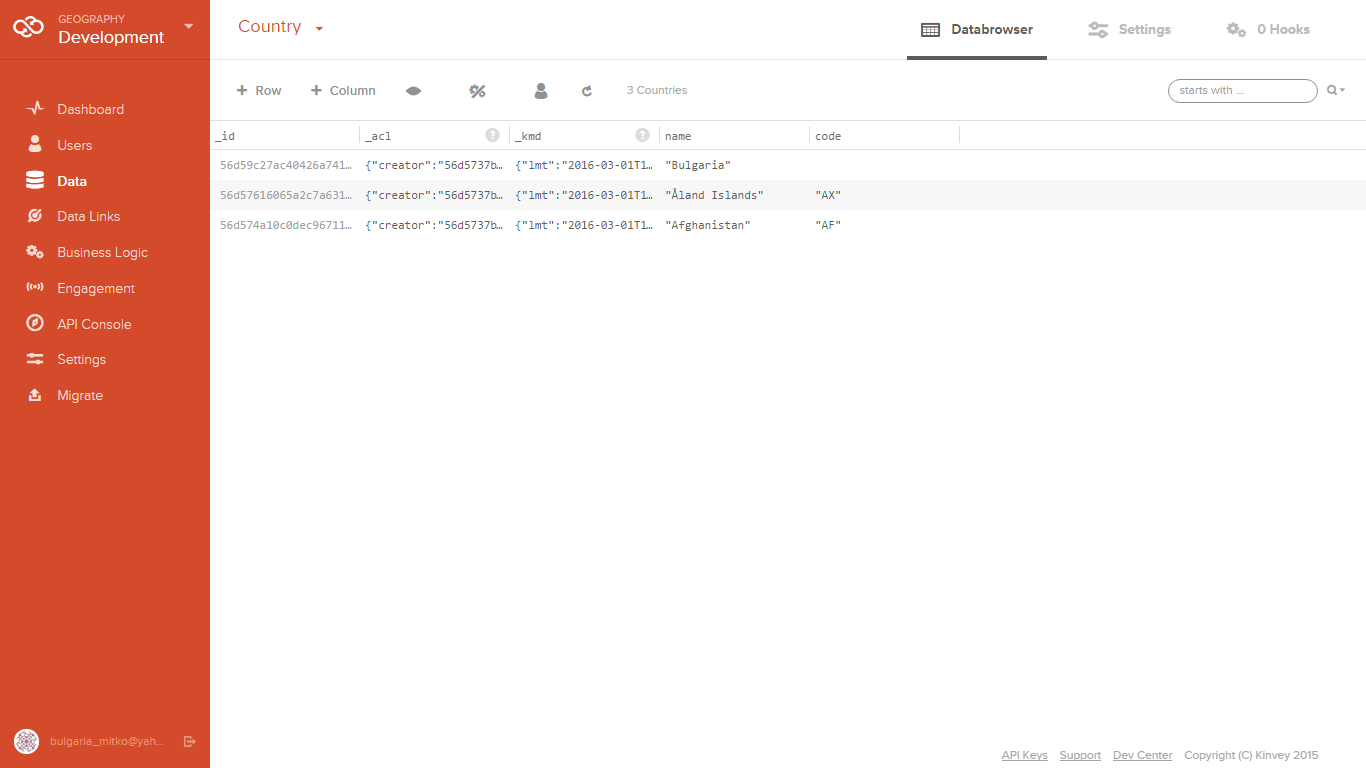 GEOGRAPHY
Development
Country
Databrowser
Settings
0 Hooks
Dashboard
Users
Data
Data Links
Business Logic
Engagement
API Console
Settings
Migrate
+ Row
+ Column
3 Countries
starts with ...
_id _acl ? _kmd ? name code
56d59c27ac40426a741... {"creator":"56d5737b... {"lmt":"2016-03-01T1... "Bulgaria"
56d57616065a2c7a631... {"creator":"56d5737b... {"lmt":"2016-03-01T1... "Åland Islands" "AX"
56d574a10c0dec96711... {"creator":"56d5737b... {"lmt":"2016-03-01T1... "Afghanistan" "AF"
bulgaria_mitko@yah...
API Keys Support Dev Center Copyright (C) Kinvey 2015